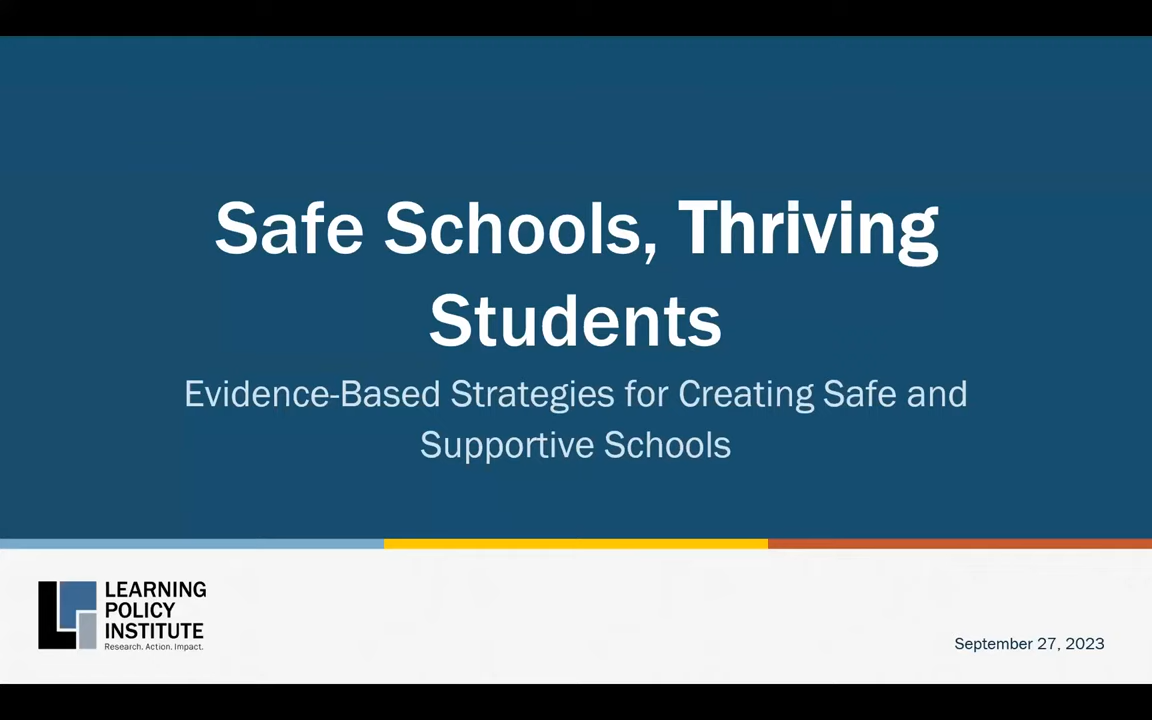 Safe Schools, Thriving
Students
Evidence-Based Strategies for Creating Safe and
Supportive Schools
LEARNING
POLICY
INSTITUTE
Research. Action. Impact.
September 27, 2023